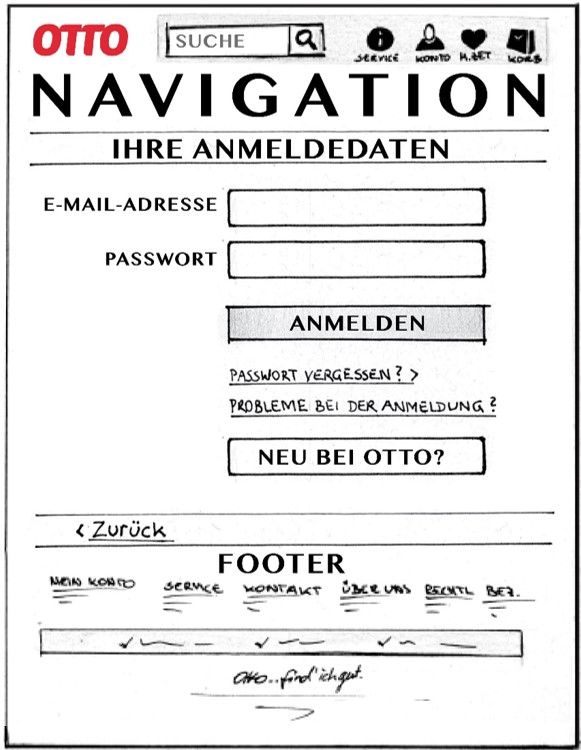 OTTO
SUCHE
SERVICE
KONTO
M.ZET
KORB
NAVIGATION
IHRE ANMELDEDATEN
E-MAIL-ADRESSE
PASSWORT
ANMELDEN
PASSWORT VERGESSEN? >
PROBLEME BEI DER ANMELDUNG?
NEU BEI OTTO?
< Zurück
FOOTER
MEIN KONTO SERVICE KONTAKT ÜBER UNS RECHTL BEZ.
Otto... find' ich gut.